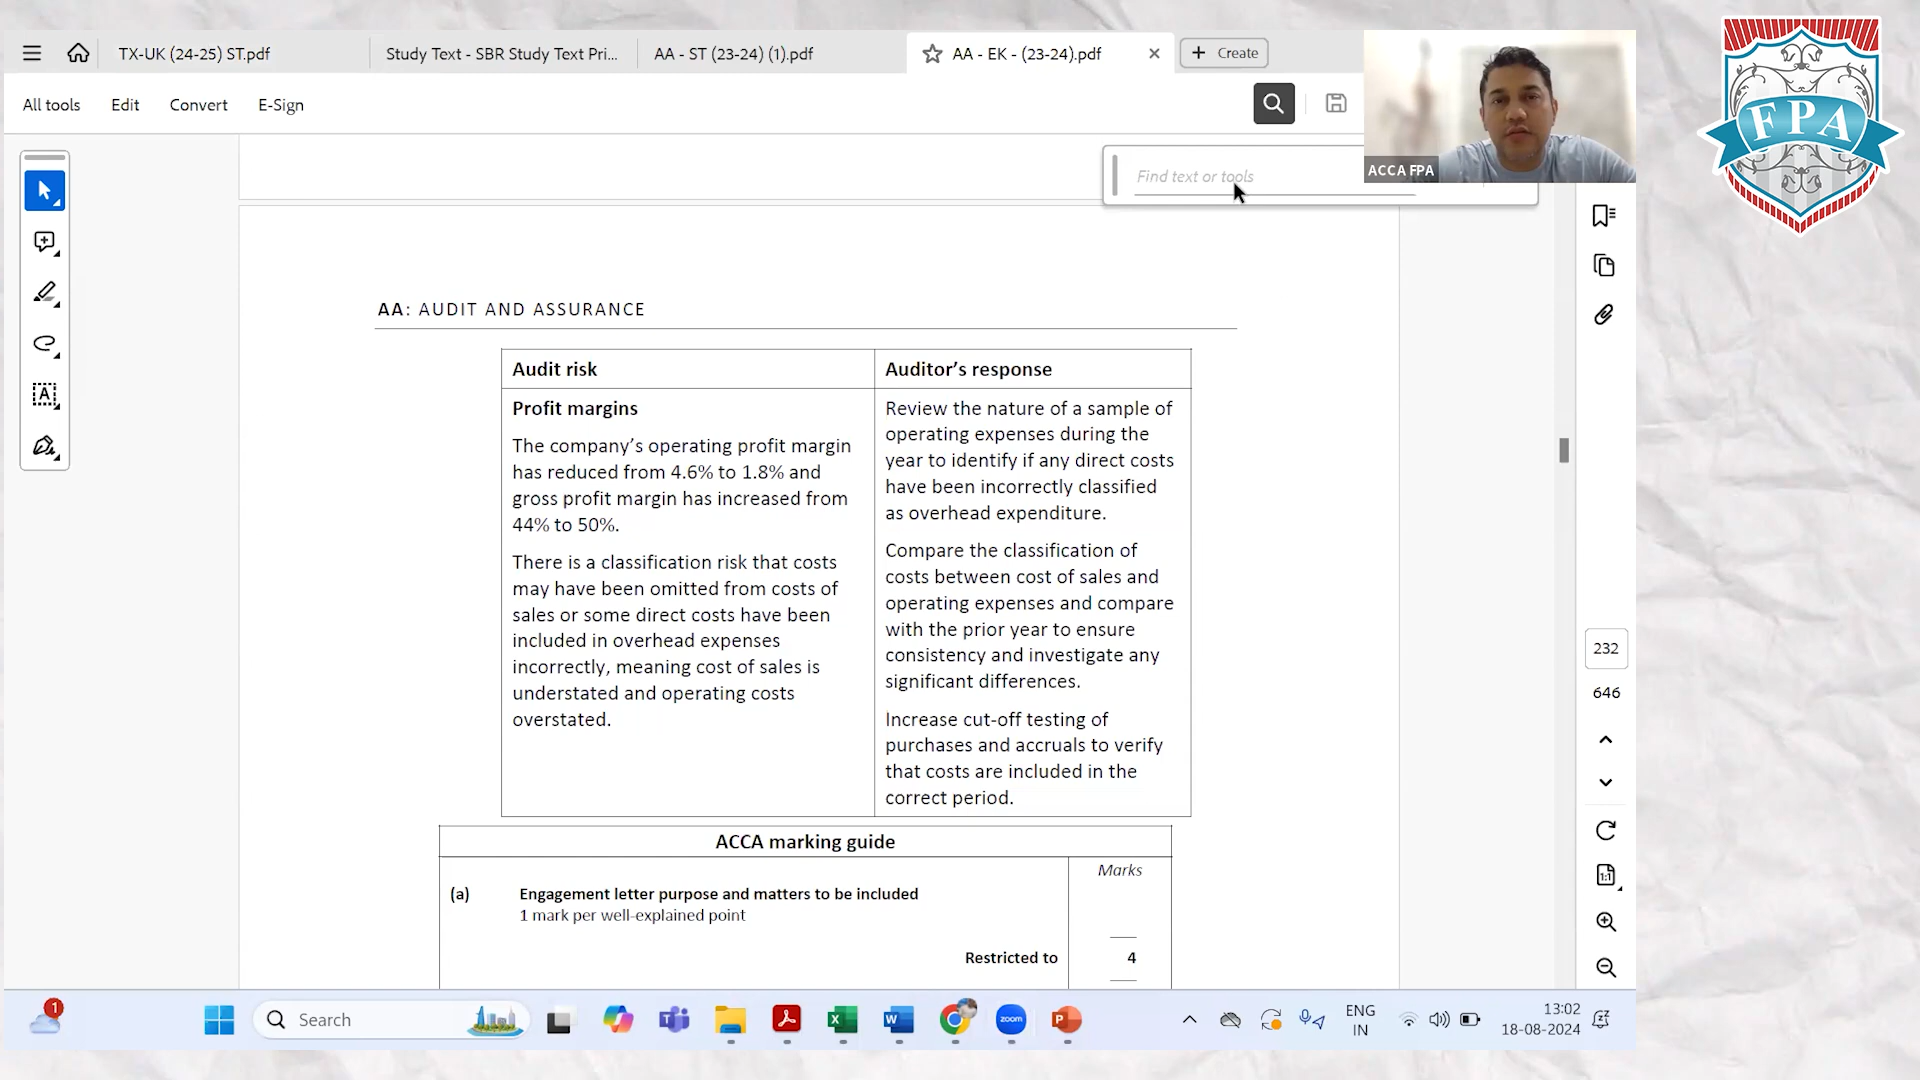 TX-UK (24-25) ST.pdf
Study Text - SBR Study Text Pri...
AA - ST (23-24) (1).pdf
AA - EK - (23-24).pdf
Create
All tools
Edit
Convert
E-Sign
Find text or tools
ACCA FPA
FPA
AA: AUDIT AND ASSURANCE
Audit risk
Profit margins
The company's operating profit margin
has reduced from 4.6% to 1.8% and
gross profit margin has increased from
44% to 50%.
There is a classification risk that costs
may have been omitted from costs of
sales or some direct costs have been
included in overhead expenses
incorrectly, meaning cost of sales is
understated and operating costs
overstated.
Auditor's response
Review the nature of a sample of
operating expenses during the
year to identify if any direct costs
have been incorrectly classified
as overhead expenditure.
Compare the classification of
costs between cost of sales and
operating expenses and compare
with the prior year to ensure
consistency and investigate any
significant differences.
Increase cut-off testing of
purchases and accruals to verify
that costs are included in the
correct period.
ACCA marking guide
Marks
(a) Engagement letter purpose and matters to be included
1 mark per well-explained point
Restricted to 4
232
646
1:1
1
Search
zoom
ENG
IN
13:02
18-08-2024